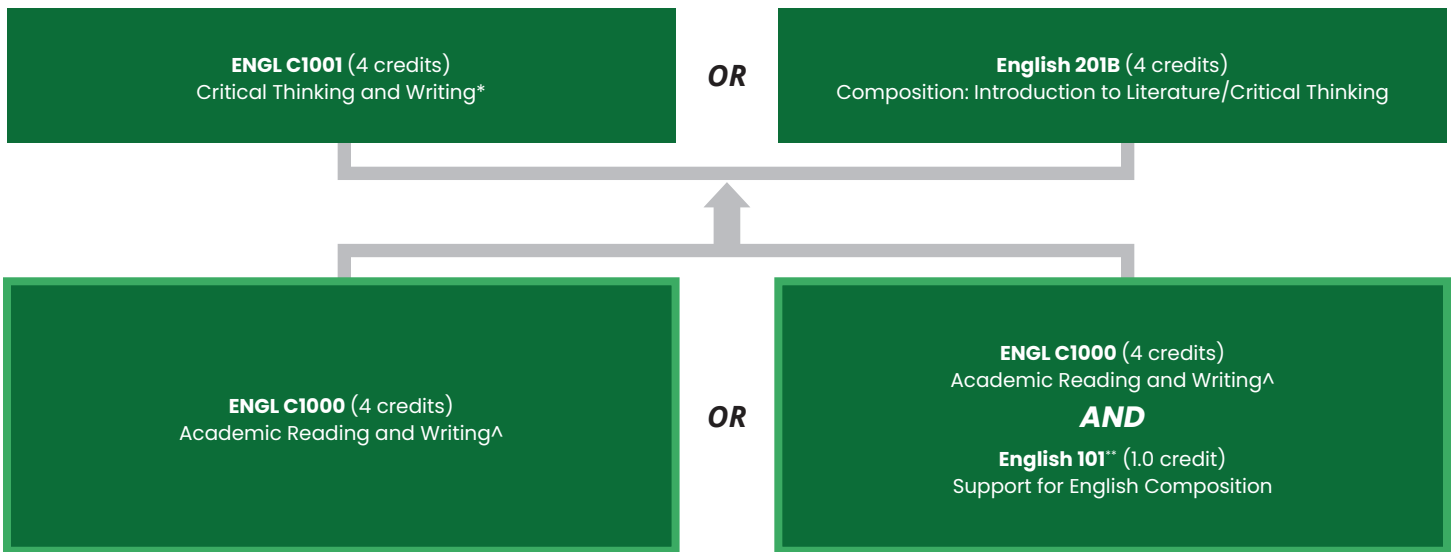 ENGL C1001 (4 credits)
Critical Thinking and Writing*
OR
English 201B (4 credits)
Composition: Introduction to Literature/Critical Thinking
ENGL C1000 (4 credits)
Academic Reading and Writing^
OR
ENGL C1000 (4 credits)
Academic Reading and Writing^
AND
English 101** (1.0 credit)
Support for English Composition